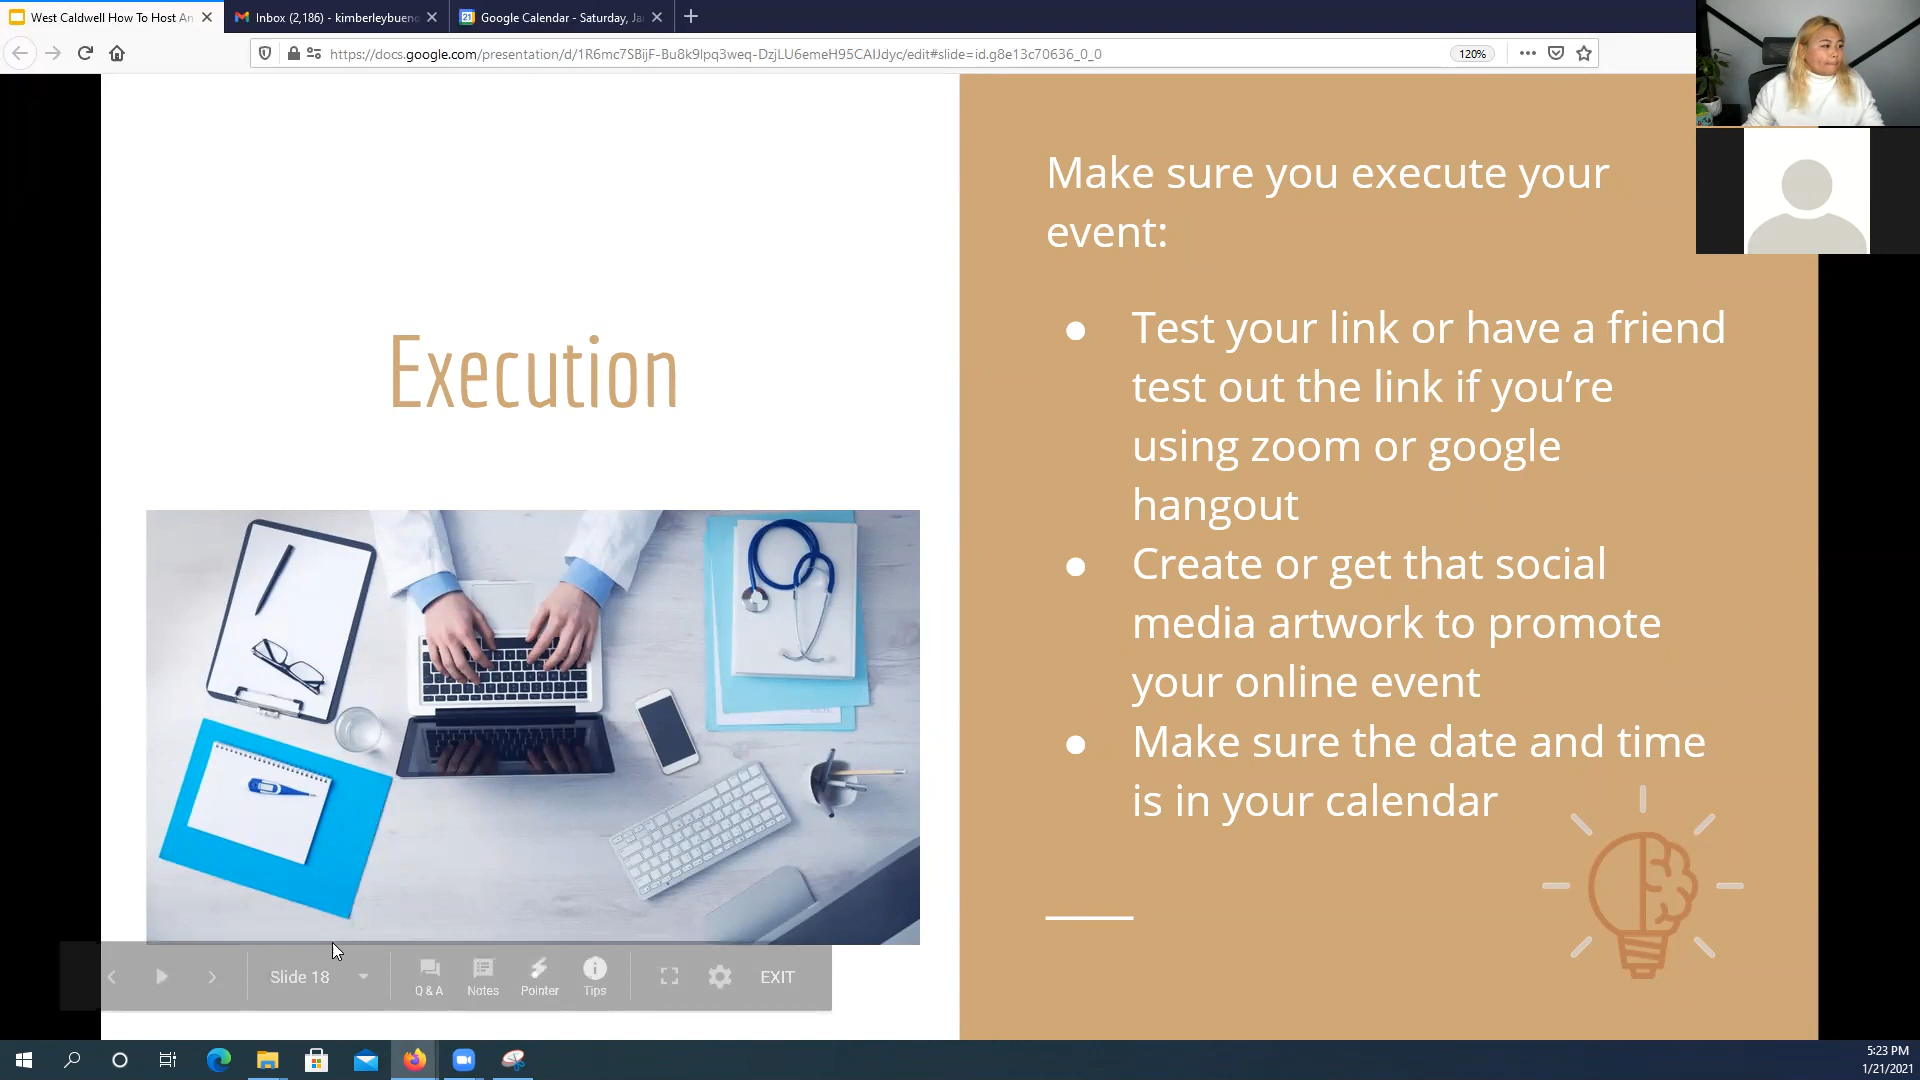 West Caldwell How To Host An
Inbox (2,186) - kimberleybueno
Google Calendar - Saturday, Ja
https://docs.google.com/presentation/d/1R6mc7SBijF-Bu8k9lpq3weq-DzjLU6emeH95CAIJdyc/edit#slide=id.g8e13c70636_0_0
120%
Make sure you execute your
event:
Execution
● Test your link or have a friend
test out the link if you’re
using zoom or google
hangout
● Create or get that social
media artwork to promote
your online event
● Make sure the date and time
is in your calendar
Slide 18
Q & A
Notes
Pointer
Tips
EXIT
5:23 PM
1/21/2021